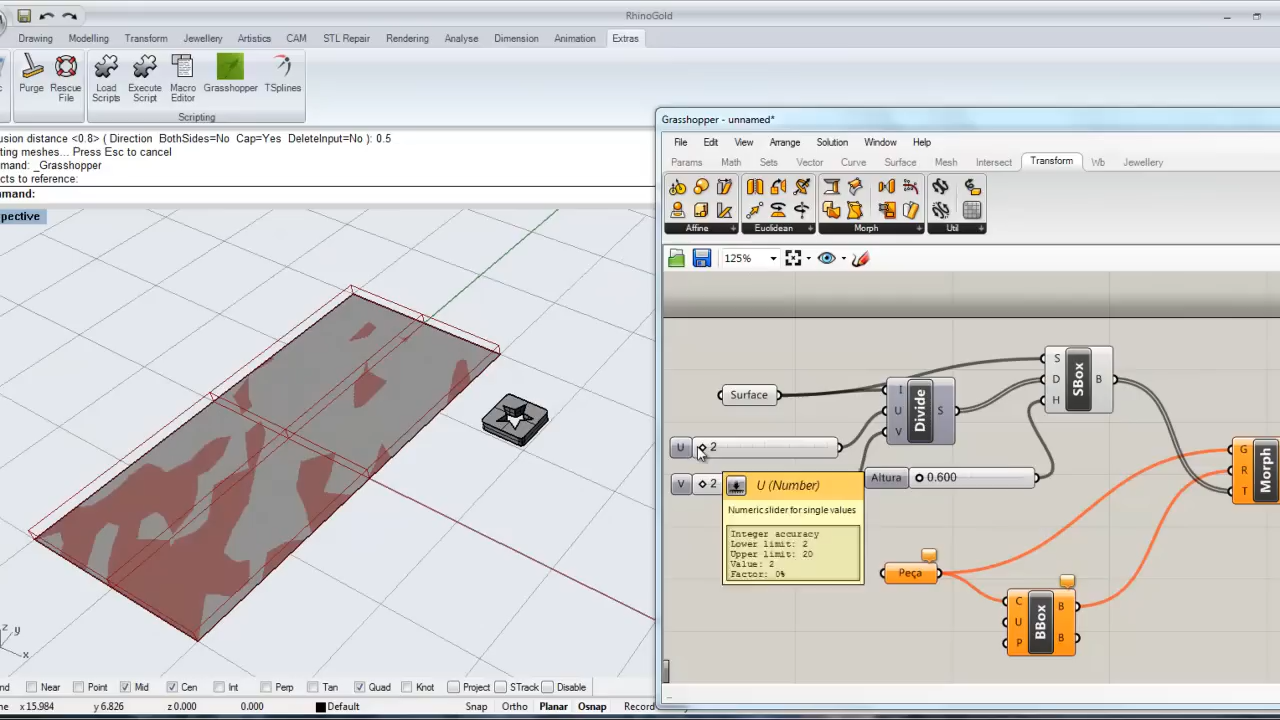 RhinoGold
Drawing Modelling Transform Jewellery Artistics CAM STL Repair Rendering Analyse Dimension Animation Extras
Purge Rescue File Load Scripts Execute Script Macro Editor Grasshopper TSplines
Scripting
usion distance <0.8> ( Direction BothSides=No Cap=Yes DeleteInput=No ): 0.5
ting meshes... Press Esc to cancel
mand: _Grasshopper
cts to reference:
mand:
spective
Grasshopper - unnamed*
File Edit View Arrange Solution Window Help
Params Math Sets Vector Curve Surface Mesh Intersect Transform Wb Jewellery
Affine + Euclidean + Morph + Util +
125%
Surface
I
U
V
Divide
S
S
D
H
SBox
B
U 2
V 2
U (Number)
Numeric slider for single values
Integer accuracy
Lower limit: 2
Upper limit: 20
Value: 2
Factor: 0%
Altura 0.600
G
R
T
Morph
Peça
C
U
P
BBox
B
B
z y
x
nd Near Point Mid Cen Int Perp Tan Quad Knot Project STrack Disable
ne x 15.984 y 6.826 z 0.000 0.000 Default Snap Ortho Planar Osnap Record